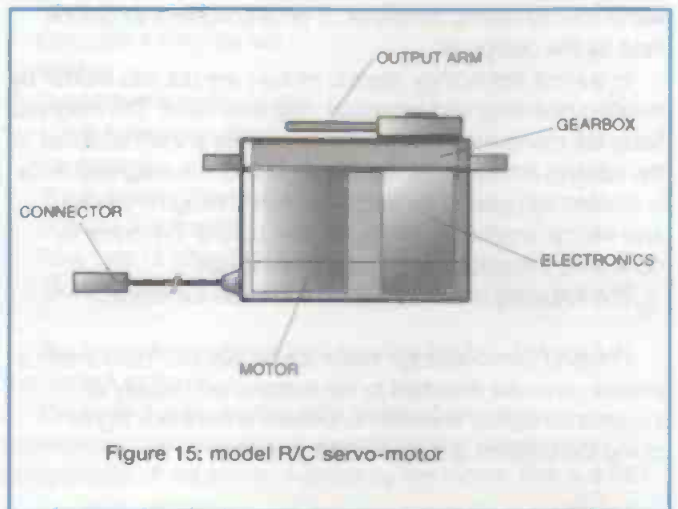 OUTPUT ARM
GEARBOX
CONNECTOR
ELECTRONICS
MOTOR
Figure 15: model R/C servo-motor